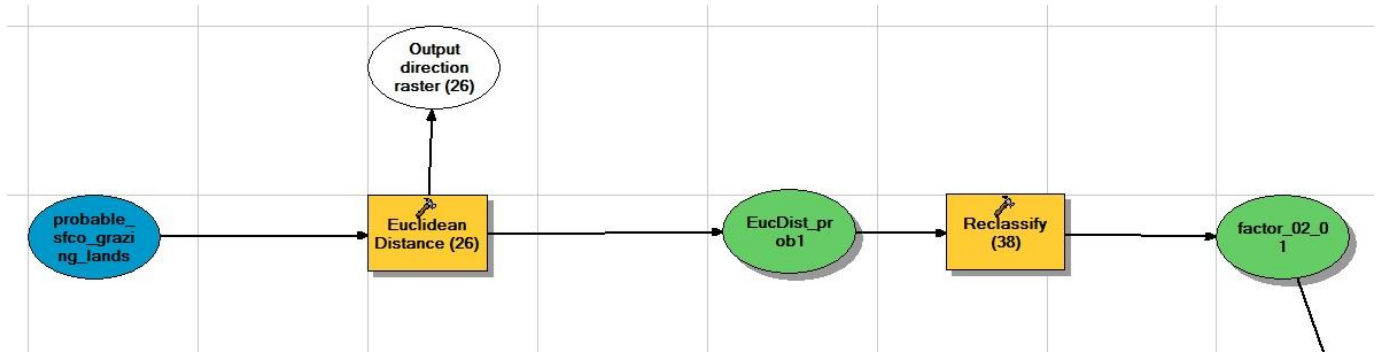 Output
direction
raster (26)
probable_
sfco_grazi
ng_lands
Euclidean
Distance (26)
EucDist_pr
ob1
Reclassify
(38)
factor_02_0
1